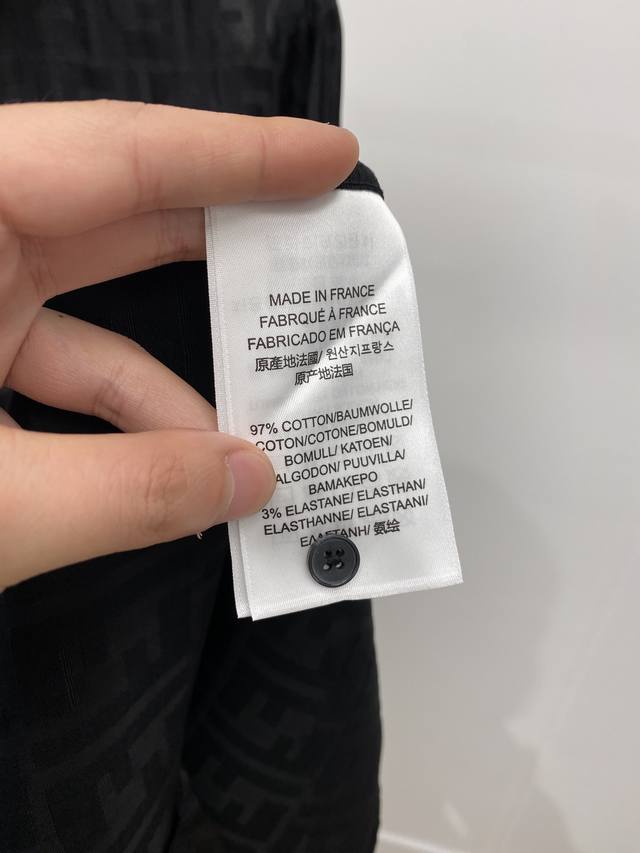 MADE IN FRANCE
FABRQUÉ À FRANCE
FABRICADO EM FRANÇA
原產地法國/ 원산지프랑스
原产地法国
97% COTTON/BAUMWOLLE/
COTON/COTONE/BOMULD/
BOMULL/ KATOEN/
ALGODON/ PUUVILLA/
BAMAKEPO
3% ELASTANE/ ELASTHAN/
ELASTHANNE/ ELASTAANI/
ΕΛΑΣΤΑΝΗ/ 氨绘